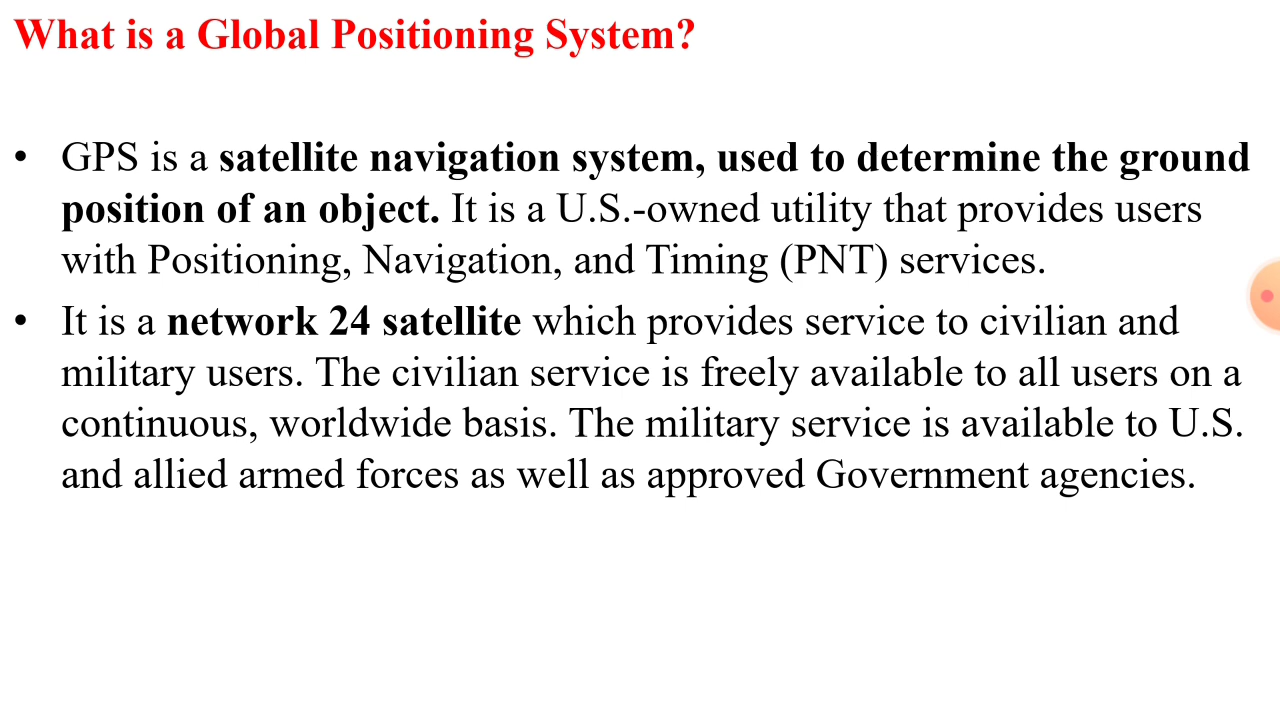 What is a Global Positioning System?
• GPS is a satellite navigation system, used to determine the ground
position of an object. It is a U.S.-owned utility that provides users
with Positioning, Navigation, and Timing (PNT) services.
• It is a network 24 satellite which provides service to civilian and
military users. The civilian service is freely available to all users on a
continuous, worldwide basis. The military service is available to U.S.
and allied armed forces as well as approved Government agencies.